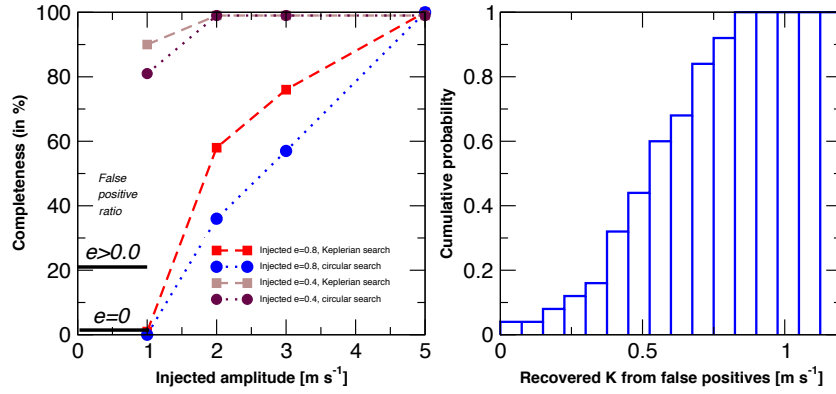 100
80
60
40
20
0
Completeness (in %)
False
positive
ratio
e>0.0
e=0
Injected e=0.8, Keplerian search
Injected e=0.8, circular search
Injected e=0.4, Keplerian search
Injected e=0.4, circular search
0 1 2 3 4 5
Injected amplitude [m s⁻¹]
1
0.8
0.6
0.4
0.2
0
Cumulative probability
0 0.5 1
Recovered K from false positives [m s⁻¹]